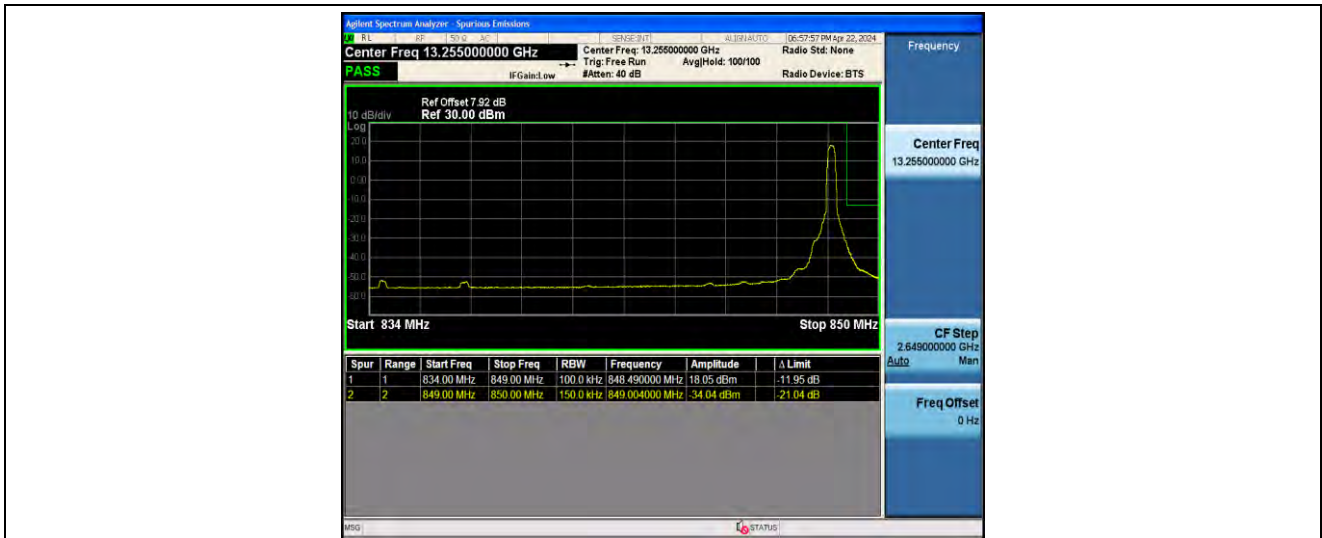 Agilent Spectrum Analyzer - Spurious Emissions
RL RF 50 Ω AC SENSE:INT ALIGNAUTO 06:57:57 PM Apr 22, 2024
Center Freq 13.255000000 GHz
Center Freq: 13.255000000 GHz
Radio Std: None
Trig: Free Run
Avg|Hold: 100/100
PASS
IFGain:Low
#Atten: 40 dB
Radio Device: BTS
Ref Offset 7.92 dB
10 dB/div
Ref 30.00 dBm
Log
20.0
10.0
0.00
-10.0
-20.0
-30.0
-40.0
-50.0
-60.0
Start 834 MHz
Stop 850 MHz
Spur Range Start Freq Stop Freq RBW Frequency Amplitude Δ Limit
1 1 834.00 MHz 849.00 MHz 100.0 kHz 848.490000 MHz 18.05 dBm -11.95 dB
2 2 849.00 MHz 850.00 MHz 150.0 kHz 849.004000 MHz -34.04 dBm -21.04 dB
MSG
STATUS
Frequency
Center Freq
13.255000000 GHz
CF Step
2.649000000 GHz
Auto Man
Freq Offset
0 Hz